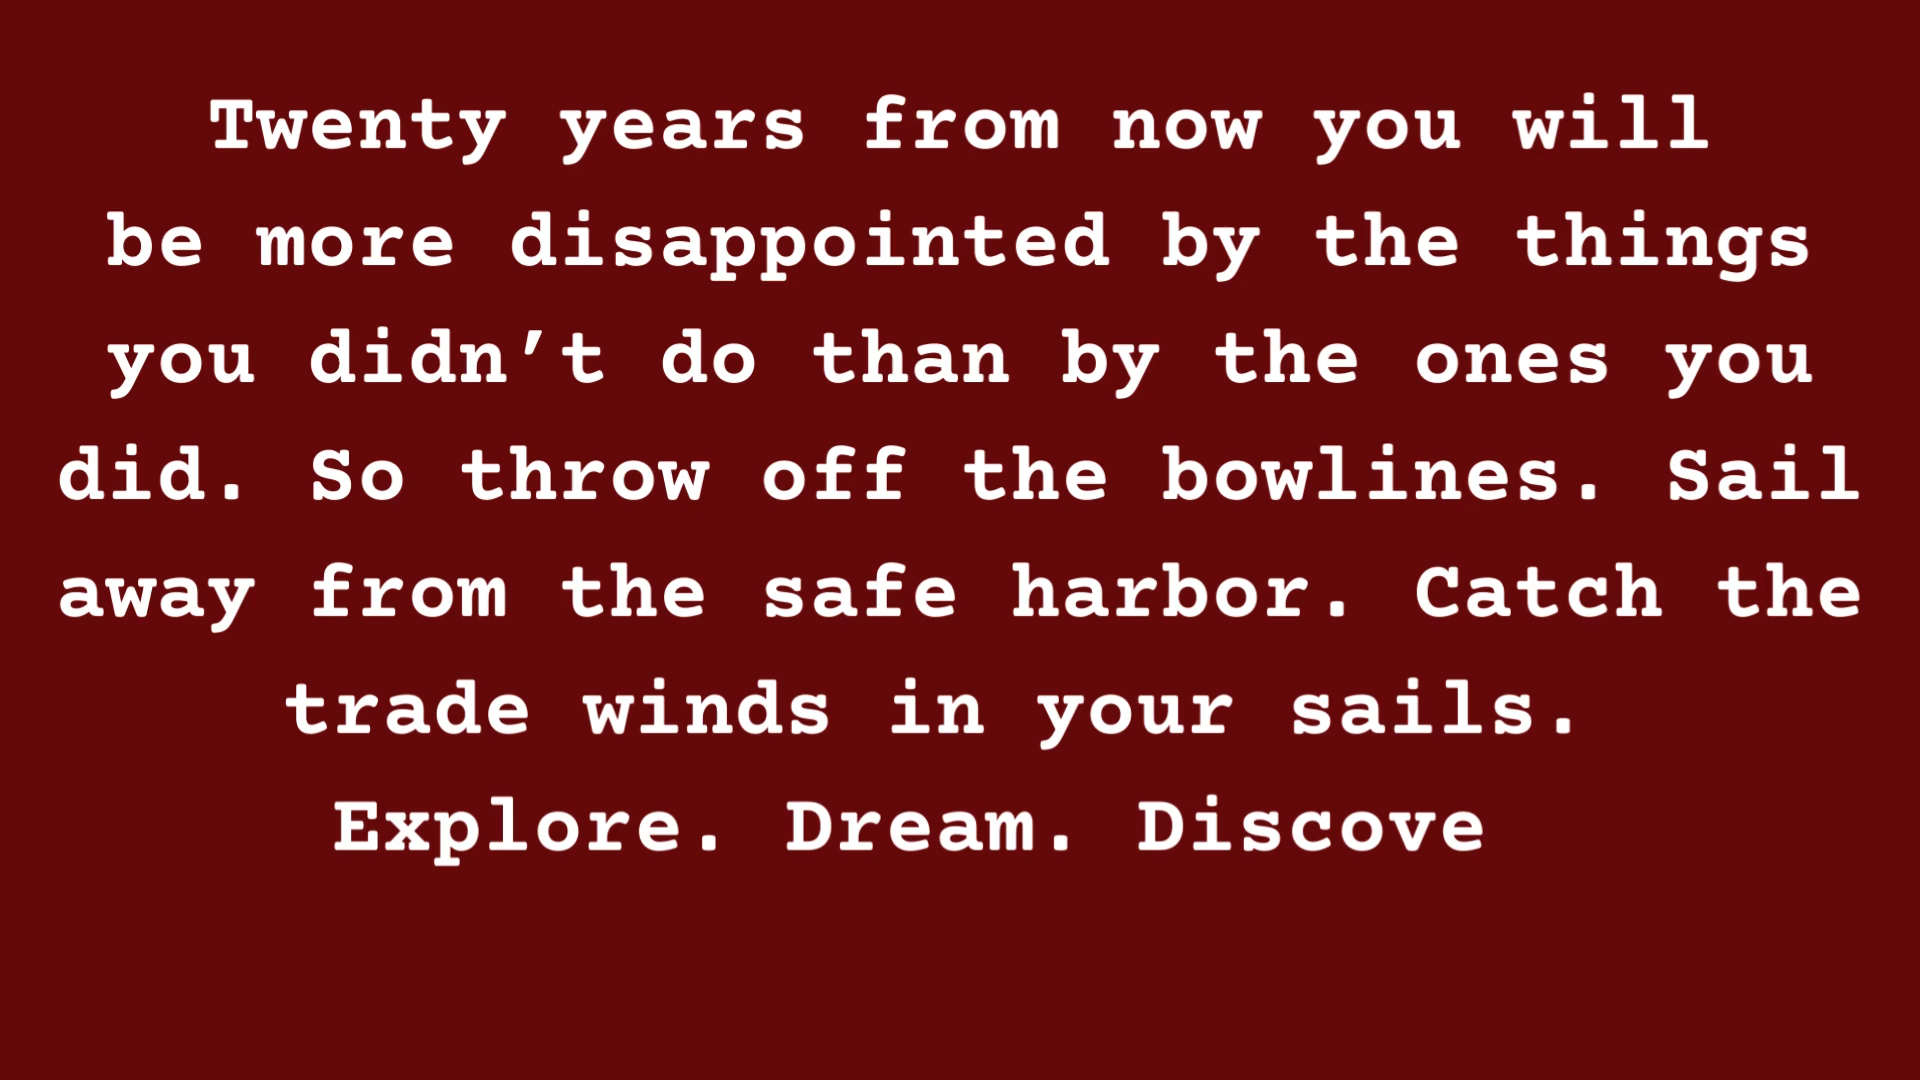 Twenty years from now you will
be more disappointed by the things
you didn’t do than by the ones you
did. So throw off the bowlines. Sail
away from the safe harbor. Catch the
trade winds in your sails.
Explore. Dream. Discove